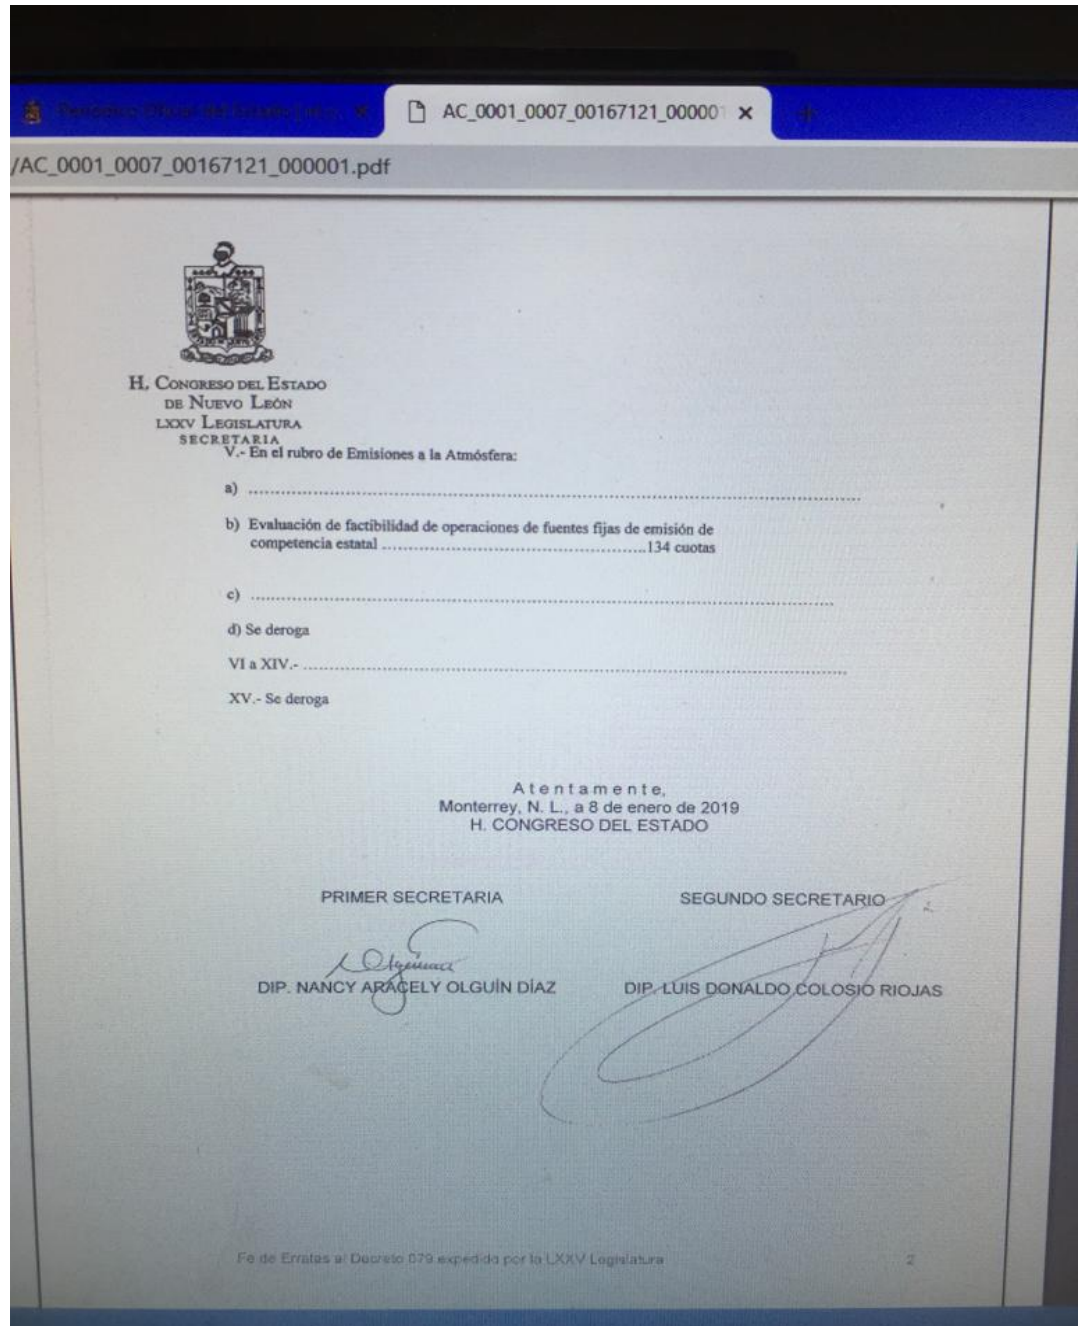 AC_0001_0007_00167121_000001 ×
/AC_0001_0007_00167121_000001.pdf
H. CONGRESO DEL ESTADO
DE NUEVO LEÓN
LXXV LEGISLATURA
SECRETARIA
V.- En el rubro de Emisiones a la Atmósfera:
a) ..........................................................................................................
b) Evaluación de factibilidad de operaciones de fuentes fijas de emisión de
competencia estatal ......................................................134 cuotas
c) ..........................................................................................................
d) Se deroga
VI a XIV.- ..........................................................................................................
XV.- Se deroga
Atentamente,
Monterrey, N. L., a 8 de enero de 2019
H. CONGRESO DEL ESTADO
PRIMER SECRETARIA SEGUNDO SECRETARIO
DIP. NANCY ARACELY OLGUÍN DÍAZ DIP. LUIS DONALDO COLOSIO RIOJAS
Fe de Erratas al Decreto 079 expedido por la LXXV Legislatura 2